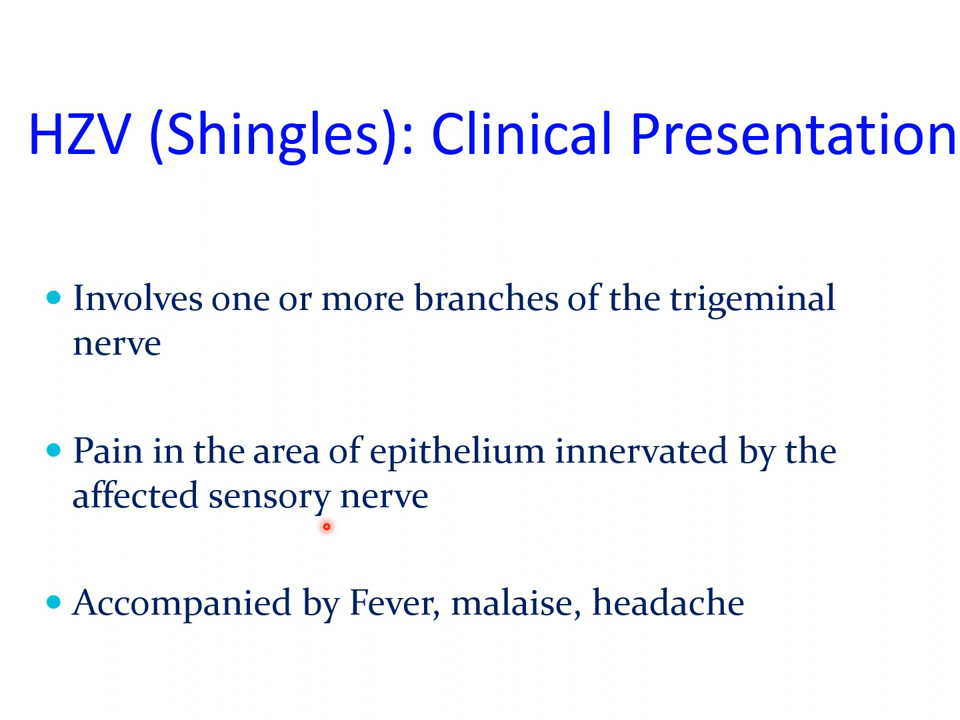 HZV (Shingles): Clinical Presentation
• Involves one or more branches of the trigeminal
nerve
• Pain in the area of epithelium innervated by the
affected sensory nerve
• Accompanied by Fever, malaise, headache